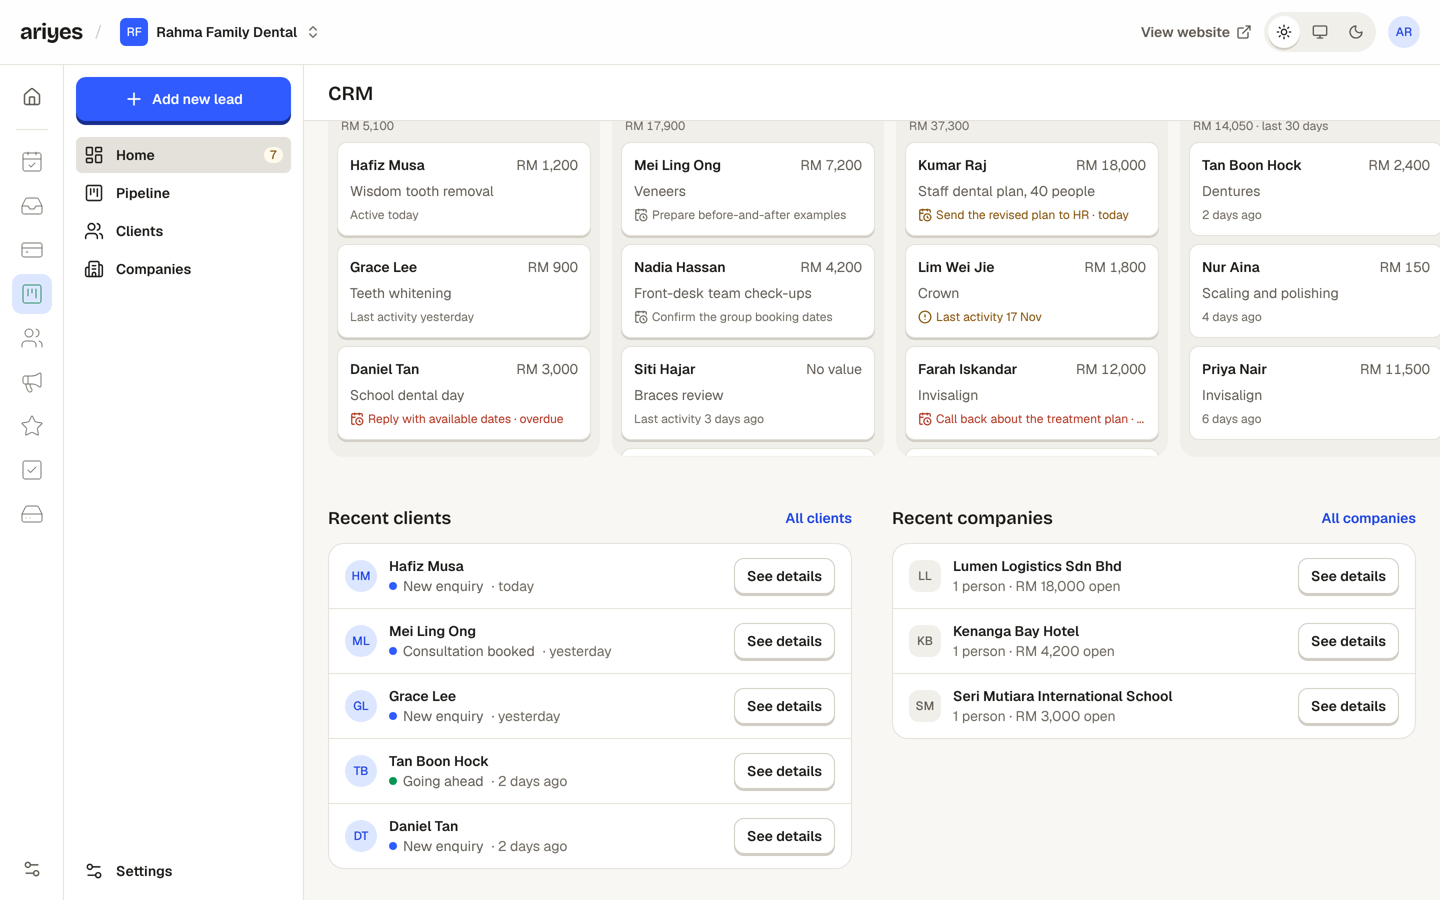 ariyes / RF Rahma Family Dental
View website
AR
Add new lead
Home 7
Pipeline
Clients
Companies
Settings
CRM
RM 5,100
Hafiz Musa RM 1,200
Wisdom tooth removal
Active today
Grace Lee RM 900
Teeth whitening
Last activity yesterday
Daniel Tan RM 3,000
School dental day
Reply with available dates · overdue
RM 17,900
Mei Ling Ong RM 7,200
Veneers
Prepare before-and-after examples
Nadia Hassan RM 4,200
Front-desk team check-ups
Confirm the group booking dates
Siti Hajar No value
Braces review
Last activity 3 days ago
RM 37,300
Kumar Raj RM 18,000
Staff dental plan, 40 people
Send the revised plan to HR · today
Lim Wei Jie RM 1,800
Crown
Last activity 17 Nov
Farah Iskandar RM 12,000
Invisalign
Call back about the treatment plan · ...
RM 14,050 · last 30 days
Tan Boon Hock RM 2,400
Dentures
2 days ago
Nur Aina RM 150
Scaling and polishing
4 days ago
Priya Nair RM 11,500
Invisalign
6 days ago
Recent clients All clients
HM Hafiz Musa
New enquiry · today
See details
ML Mei Ling Ong
Consultation booked · yesterday
See details
GL Grace Lee
New enquiry · yesterday
See details
TB Tan Boon Hock
Going ahead · 2 days ago
See details
DT Daniel Tan
New enquiry · 2 days ago
See details
Recent companies All companies
LL Lumen Logistics Sdn Bhd
1 person · RM 18,000 open
See details
KB Kenanga Bay Hotel
1 person · RM 4,200 open
See details
SM Seri Mutiara International School
1 person · RM 3,000 open
See details